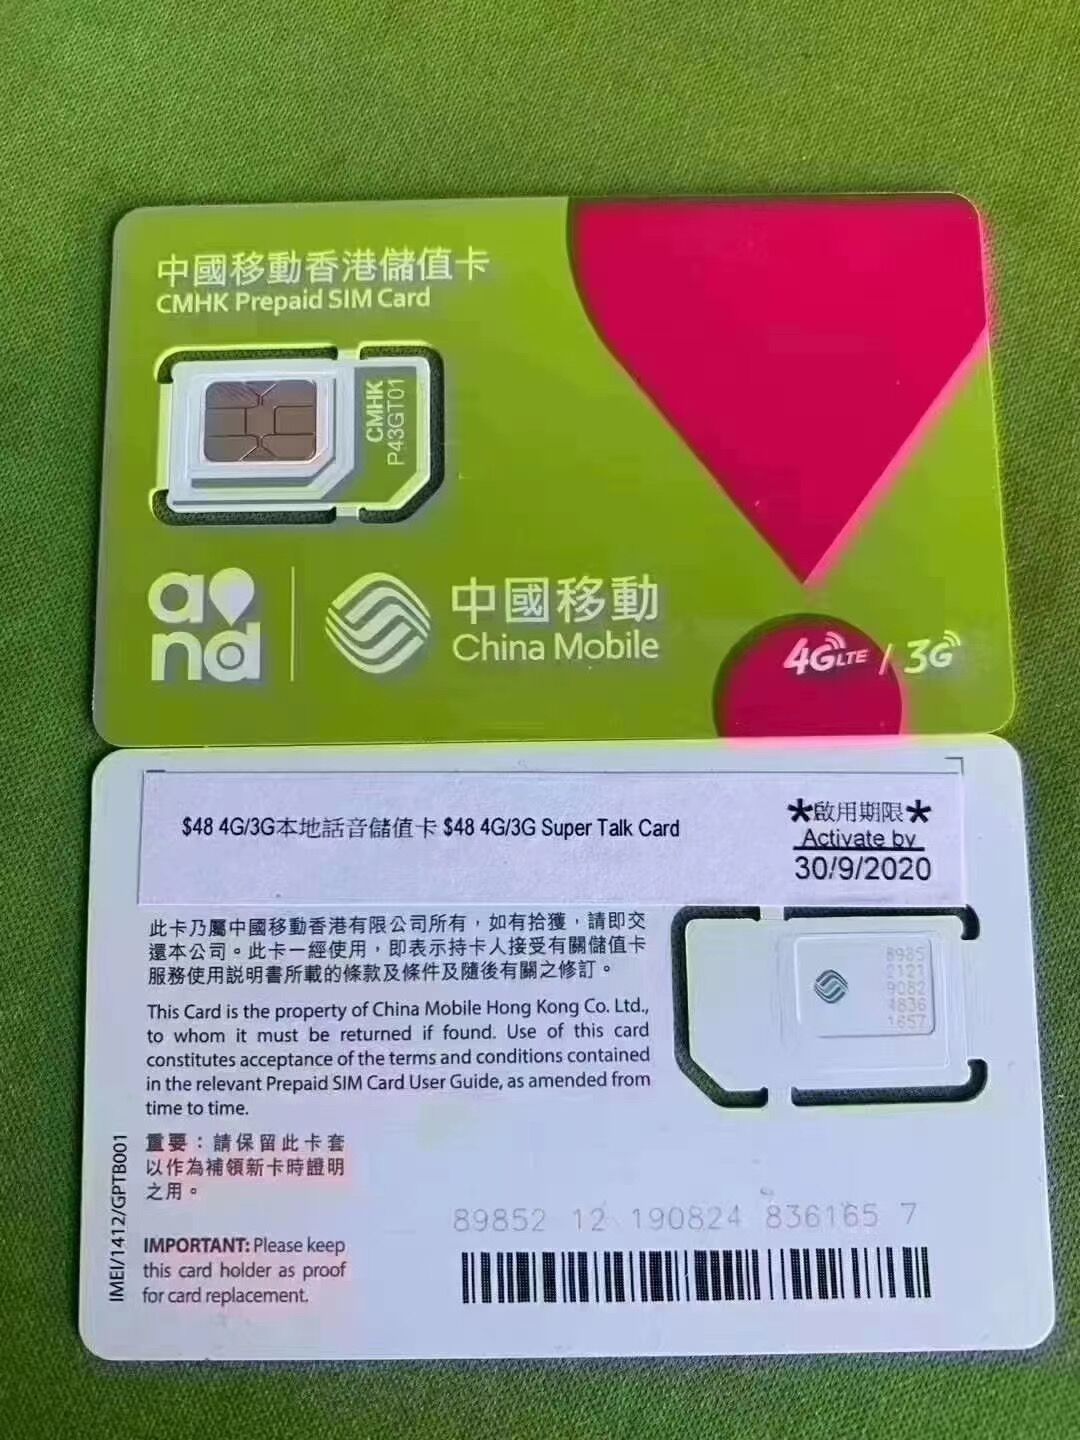 中國移動香港儲值卡
CMHK Prepaid SIM Card
CMHK
P43GT01
and
中國移動
China Mobile
4G LTE / 3G
$48 4G/3G本地話音儲值卡 $48 4G/3G Super Talk Card
*啟用期限*
Activate by
30/9/2020
此卡乃屬中國移動香港有限公司所有，如有拾獲，請即交
還本公司。此卡一經使用，即表示持卡人接受有關儲值卡
服務使用説明書所載的條款及條件及隨後有關之修訂。
This Card is the property of China Mobile Hong Kong Co. Ltd.,
to whom it must be returned if found. Use of this card
constitutes acceptance of the terms and conditions contained
in the relevant Prepaid SIM Card User Guide, as amended from
time to time.
8985
2121
9082
4836
1657
重要：請保留此卡套
以作為補領新卡時證明
之用。
IMPORTANT: Please keep
this card holder as proof
for card replacement.
IMEI/1412/GPTB001
89852 12 190824 836165 7